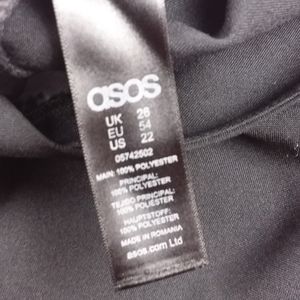 asos
UK 26
EU 54
US 22
05742502
MAIN: 100% POLYESTER
PRINCIPAL:
100% POLYESTER
TEJIDO PRINCIPAL:
100% POLIÉSTER
HAUPTSTOFF:
100% POLYESTER
MADE IN ROMANIA
asos.com Ltd